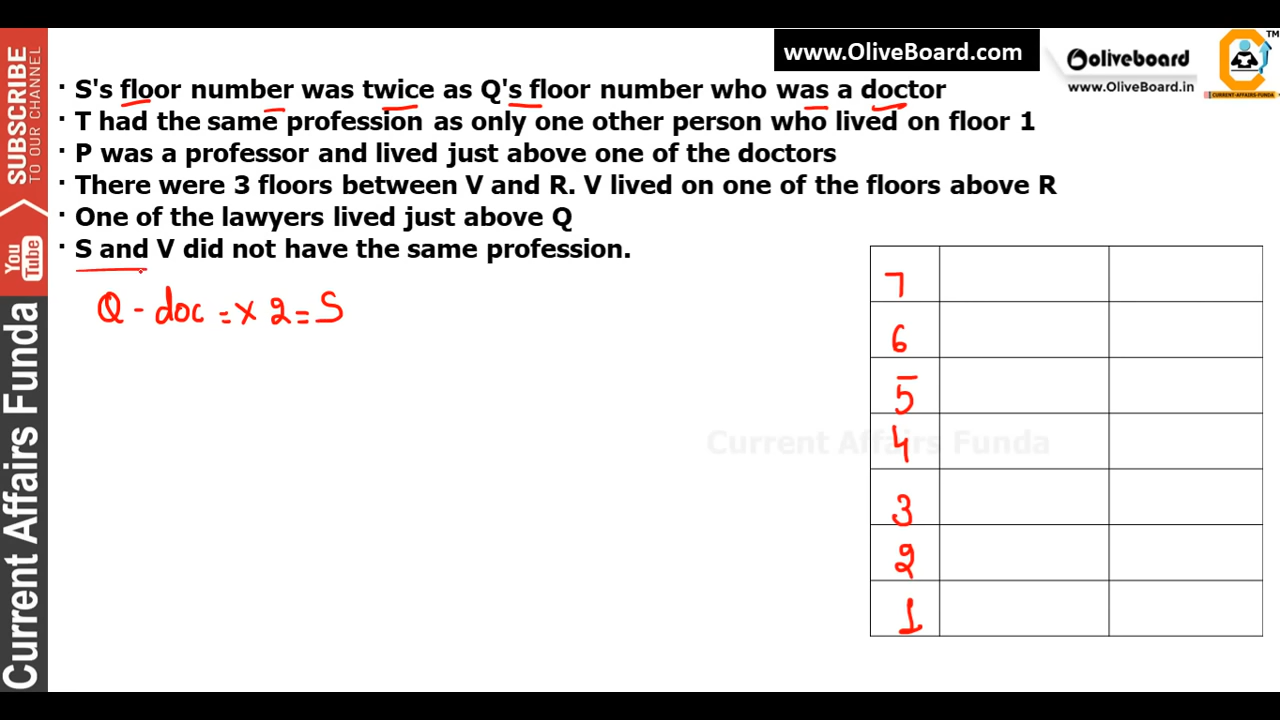 www.OliveBoard.com
oliveboard
www.OliveBoard.in
TM
CURRENT-AFFAIRS-FUNDA
SUBSCRIBE
TO OUR CHANNEL
You Tube
Current Affairs Funda
· S's floor number was twice as Q's floor number who was a doctor
· T had the same profession as only one other person who lived on floor 1
· P was a professor and lived just above one of the doctors
· There were 3 floors between V and R. V lived on one of the floors above R
· One of the lawyers lived just above Q
· S and V did not have the same profession.
Q - doc = x 2 = S
7
6
5
4
3
2
1
Current Affairs Funda